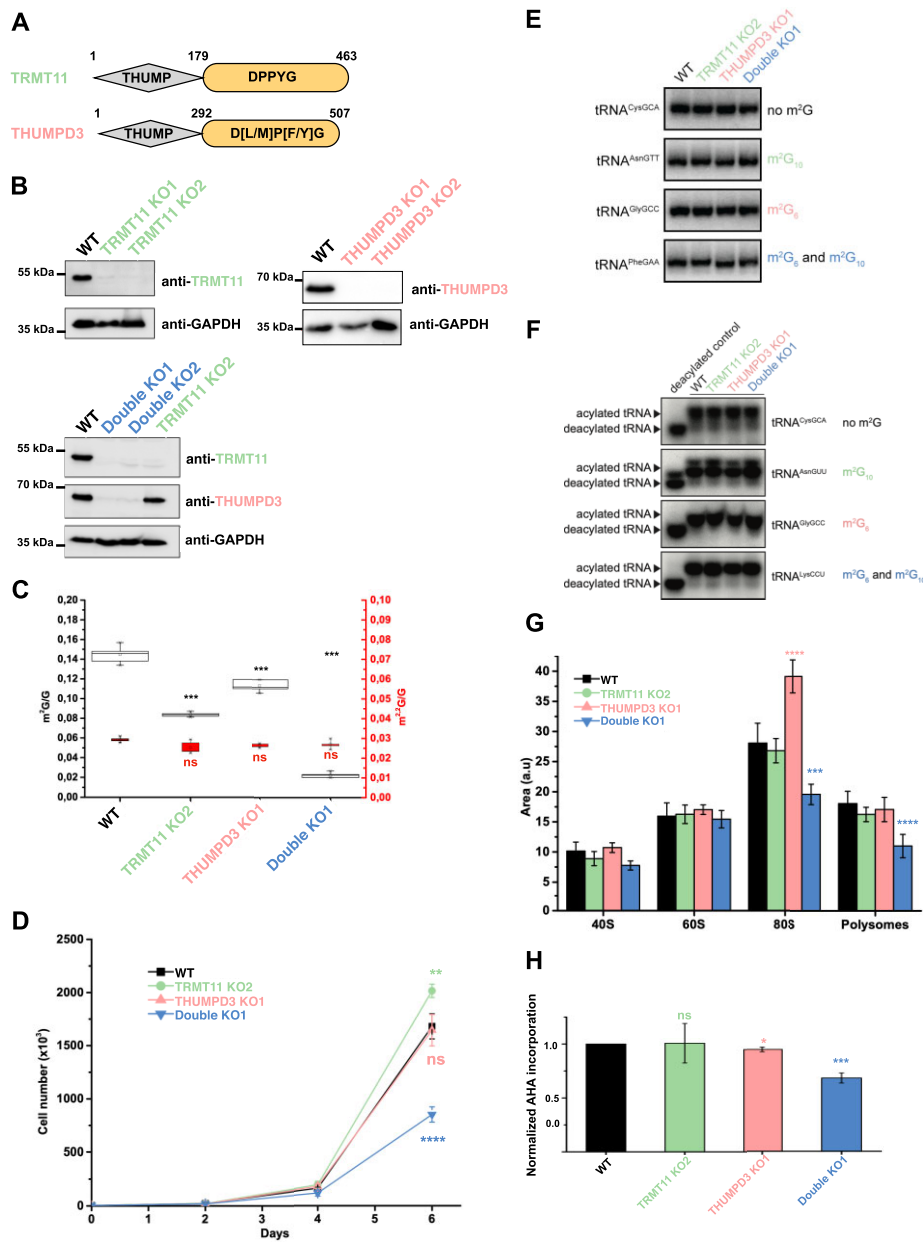 A
1 179 463
TRMT11 THUMP DPPYG
1 292 507
THUMPD3 THUMP D[L/M]P[F/Y]G
B
WT TRMT11 KO1 TRMT11 KO2
55 kDa
anti-TRMT11
35 kDa
anti-GAPDH
WT THUMPD3 KO1 THUMPD3 KO2
70 kDa
anti-THUMPD3
35 kDa
anti-GAPDH
WT Double KO1 Double KO2 TRMT11 KO2
55 kDa
anti-TRMT11
70 kDa
anti-THUMPD3
35 kDa
anti-GAPDH
C
m²G/G
0,20
0,18
0,16
0,14
0,12
0,10
0,08
0,06
0,04
0,02
0,00
0,10
0,09
0,08
0,07
0,06
0,05
0,04
0,03
0,02
0,01
0,00
m²,²G/G
*** *** ***
ns ns ns
WT TRMT11 KO2 THUMPD3 KO1 Double KO1
D
Cell number (x10³)
2500
2000
1500
1000
500
0
WT
TRMT11 KO2
THUMPD3 KO1
Double KO1
**
ns
****
0 1 2 3 4 5 6
Days
E
WT TRMT11 KO2 THUMPD3 KO1 Double KO1
tRNA^CysGCA no m²G
tRNA^AsnGTT m²G₁₀
tRNA^GlyGCC m²G₆
tRNA^PheGAA m²G₆ and m²G₁₀
F
deacylated control WT TRMT11 KO2 THUMPD3 KO1 Double KO1
acylated tRNA
deacylated tRNA
tRNA^CysGCA no m²G
acylated tRNA
deacylated tRNA
tRNA^AsnGUU m²G₁₀
acylated tRNA
deacylated tRNA
tRNA^GlyGCC m²G₆
acylated tRNA
deacylated tRNA
tRNA^LysCCU m²G₆ and m²G₁₀
G
Area (a.u)
40
35
30
25
20
15
10
5
0
WT
TRMT11 KO2
THUMPD3 KO1
Double KO1
****
***
****
40S 60S 80S Polysomes
H
Normalized AHA incorporation
1.0
0.5
0.0
ns
*
***
WT TRMT11 KO2 THUMPD3 KO1 Double KO1